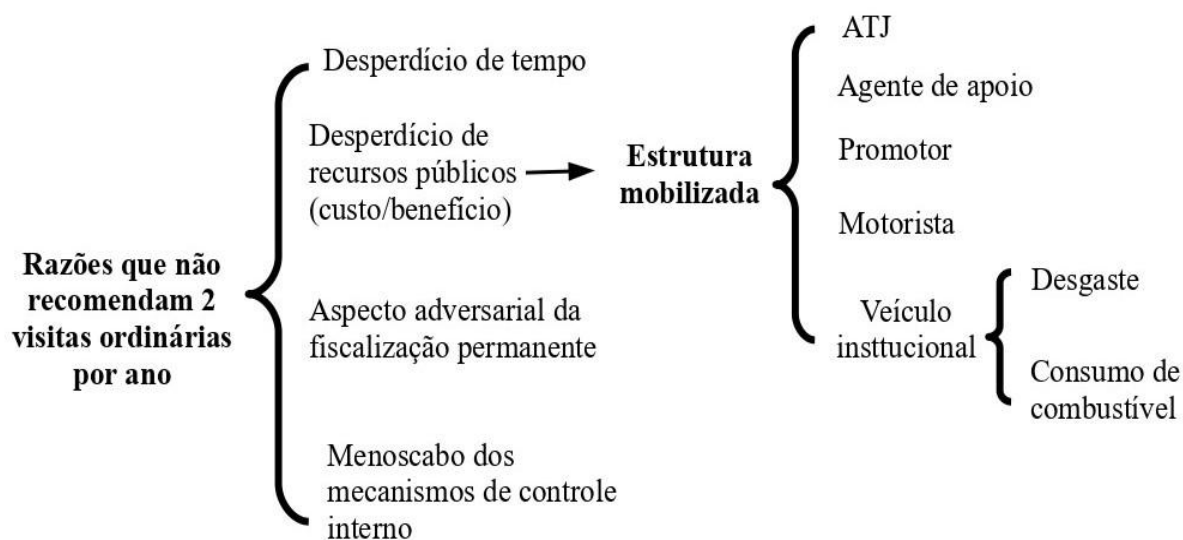 Razões que não
recomendam 2
visitas ordinárias
por ano
Desperdício de tempo
Desperdício de
recursos públicos
(custo/benefício)
Aspecto adversarial da
fiscalização permanente
Menoscabo dos
mecanismos de controle
interno
Estrutura
mobilizada
ATJ
Agente de apoio
Promotor
Motorista
Veículo
insttucional
Desgaste
Consumo de
combustível